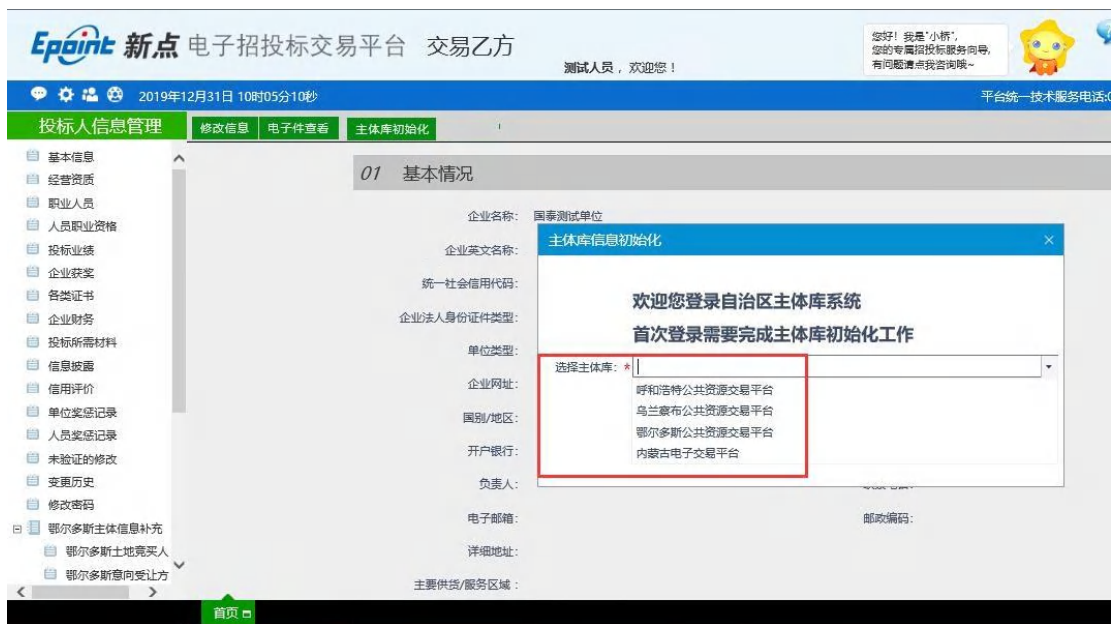 Epoint 新点 电子招投标交易平台 交易乙方
测试人员，欢迎您！
您好！我是“小桥”，
您的专属招投标服务向导，
有问题请点我咨询哦~
2019年12月31日 10时05分10秒
平台统一技术服务电话:
投标人信息管理
修改信息 电子件查看 主体库初始化
基本信息
经营资质
职业人员
人员职业资格
投标业绩
企业获奖
各类证书
企业财务
投标所需材料
信息披露
信用评价
单位奖惩记录
人员奖惩记录
未验证的修改
变更历史
修改密码
鄂尔多斯主体信息补充
鄂尔多斯土地竞买人
鄂尔多斯意向受让方
01 基本情况
企业名称： 国泰测试单位
企业英文名称：
统一社会信用代码：
企业法人身份证件类型：
单位类型：
企业网址：
国别/地区：
开户银行：
负责人：
电子邮箱：
邮政编码：
详细地址：
主要供货/服务区域：
主体库信息初始化
欢迎您登录自治区主体库系统
首次登录需要完成主体库初始化工作
选择主体库：*
呼和浩特公共资源交易平台
乌兰察布公共资源交易平台
鄂尔多斯公共资源交易平台
内蒙古电子交易平台
首页